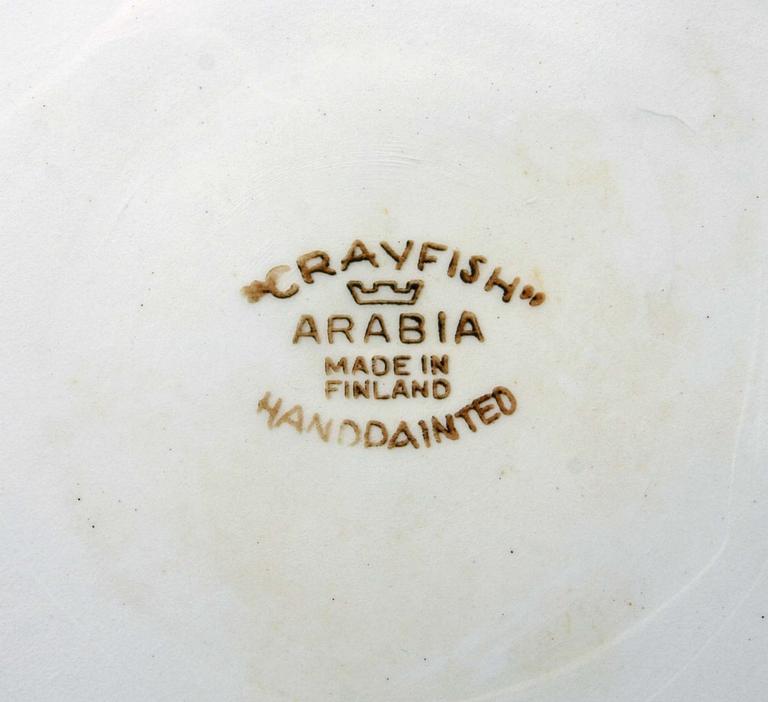 "CRAYFISH"
ARABIA
MADE IN
FINLAND
HANDDAINTED